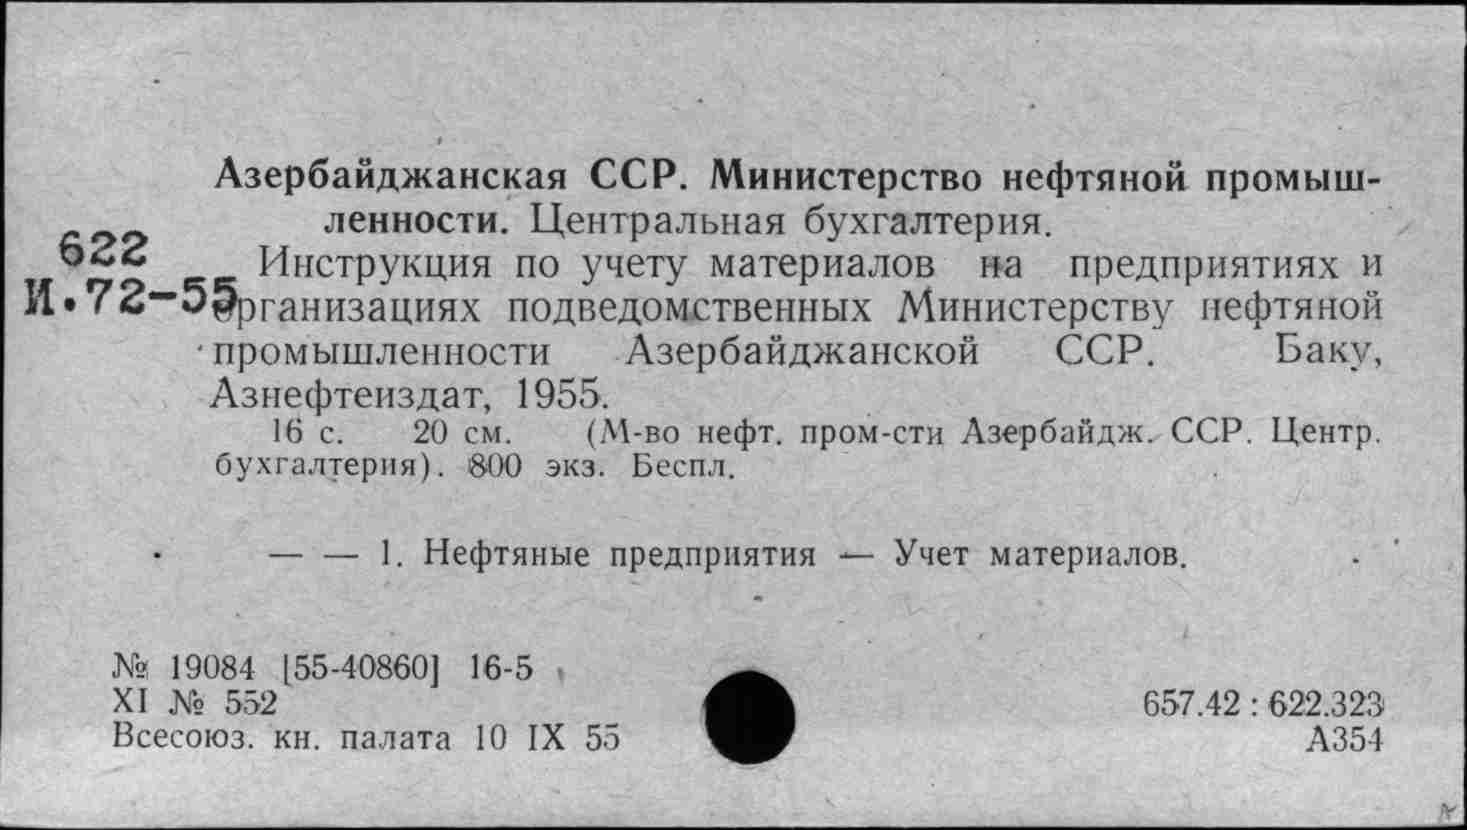 Азербайджанская ССР. Министерство нефтяной промыш-
ленности. Центральная бухгалтерия.
622
Инструкция по учету материалов на предприятиях и
И.72-55
организациях подведомственных Министерству нефтяной
промышленности Азербайджанской ССР. Баку,
Азнефтеиздат, 1955.
16 с. 20 см. (М-во нефт. пром-сти Азербайдж. ССР. Центр.
бухгалтерия). 800 экз. Беспл.
— — 1. Нефтяные предприятия — Учет материалов.
№ 19084 [55-40860] 16-5
XI № 552
657.42 : 622.323
Всесоюз. кн. палата 10 IX 55
А354